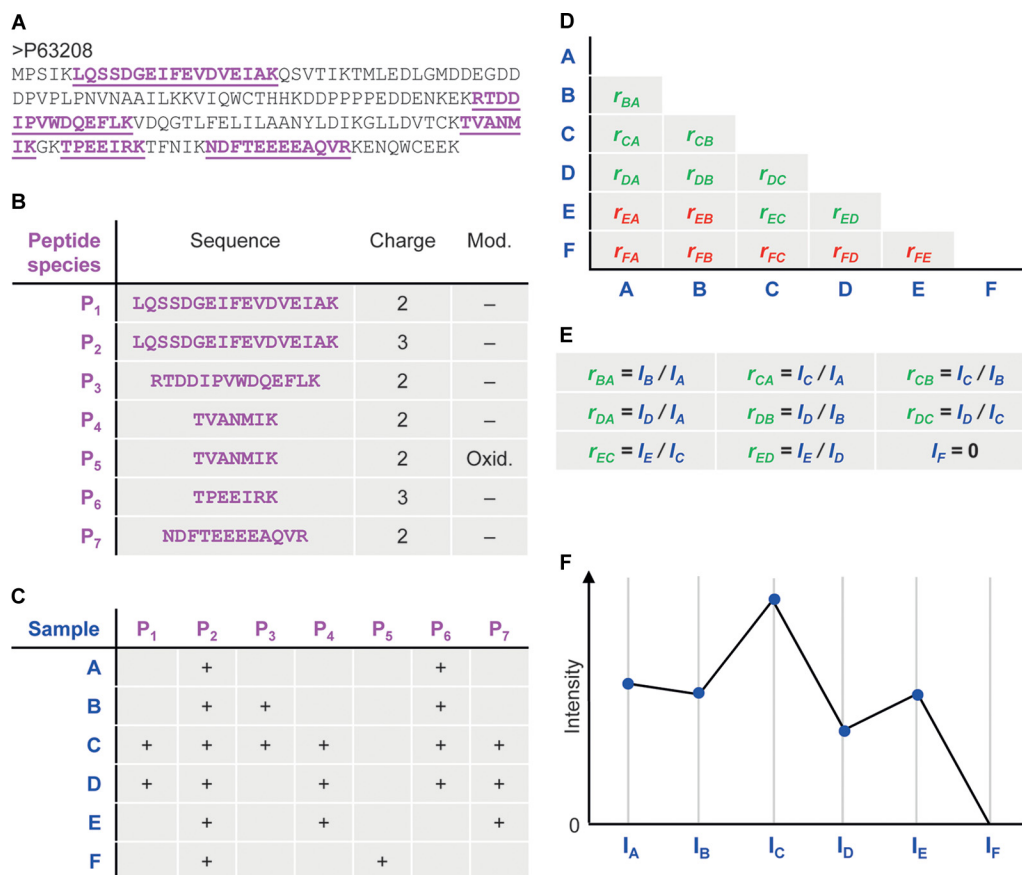 A
>P63208
MPSIKLQSSDGEIFEVDVEIAKQSVTIKTMLEDLGMDDEGDD
DPVPLPNVNAAILKKVIQWCTHHKDDPPPPEDDENKEKRTDD
IPVWDQEFLKVDQGTLFELILAANYLDIKGLLDVTCKTVANM
IKGKTPEEIRKTFNIKNDFTEEEEAQVRKENQWCEEK
B
Peptide species Sequence Charge Mod.
P1 LQSSDGEIFEVDVEIAK 2 –
P2 LQSSDGEIFEVDVEIAK 3 –
P3 RTDDIPVWDQEFLK 2 –
P4 TVANMIK 2 –
P5 TVANMIK 2 Oxid.
P6 TPEEIRK 3 –
P7 NDFTEEEEAQVR 2 –
C
Sample P1 P2 P3 P4 P5 P6 P7
A + +
B + + +
C + + + + + +
D + + + + +
E + + +
F + +
D
A
B rBA
C rCA rCB
D rDA rDB rDC
E rEA rEB rEC rED
F rFA rFB rFC rFD rFE
A B C D E F
E
rBA = IB / IA rCA = IC / IA rCB = IC / IB
rDA = ID / IA rDB = ID / IB rDC = ID / IC
rEC = IE / IC rED = IE / ID IF = 0
F
Intensity
0
IA IB IC ID IE IF